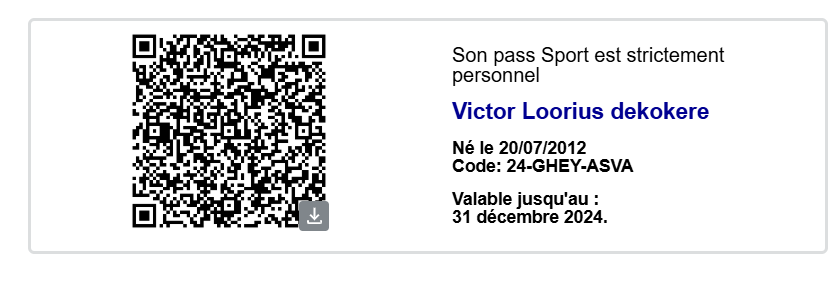 Son pass Sport est strictement
personnel
Victor Loorius dekokere
Né le 20/07/2012
Code: 24-GHEY-ASVA
Valable jusqu'au :
31 décembre 2024.